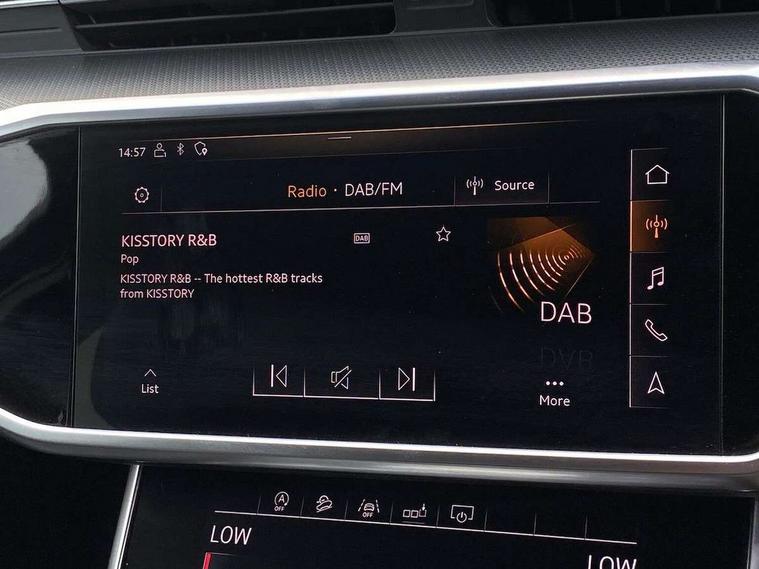 14:57
Radio · DAB/FM
Source
KISSTORY R&B
DAB
Pop
KISSTORY R&B -- The hottest R&B tracks
from KISSTORY
DAB
List
More
OFF
OFF
LOW
LOW